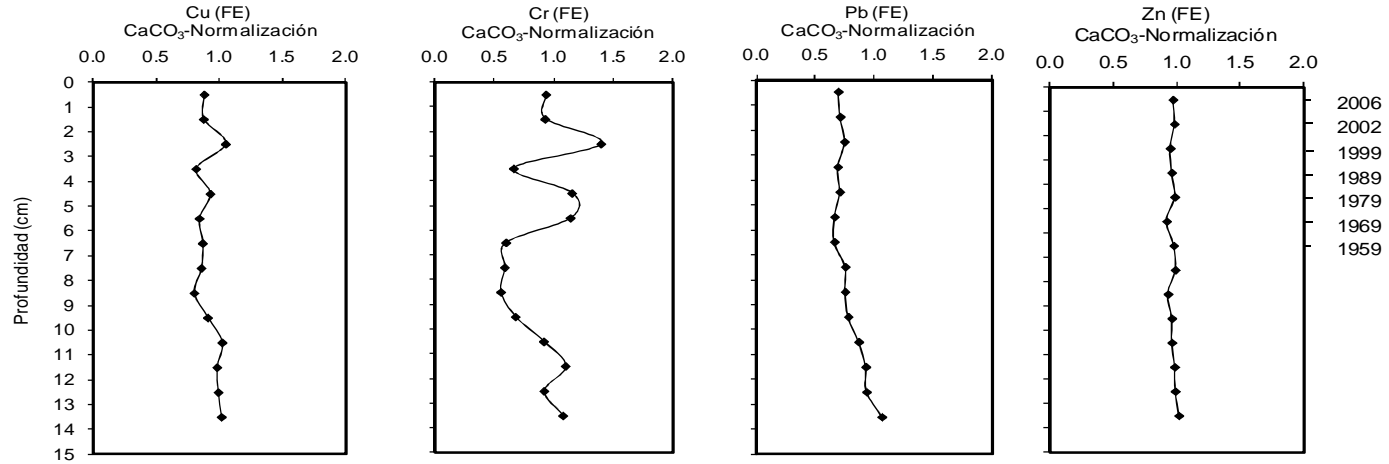 Cu (FE)
CaCO₃-Normalización
0.0 0.5 1.0 1.5 2.0
Cr (FE)
CaCO₃-Normalización
0.0 0.5 1.0 1.5 2.0
Pb (FE)
CaCO₃-Normalización
0.0 0.5 1.0 1.5 2.0
Zn (FE)
CaCO₃-Normalización
0.0 0.5 1.0 1.5 2.0
Profundidad (cm)
0
1
2
3
4
5
6
7
8
9
10
11
12
13
14
15
2006
2002
1999
1989
1979
1969
1959